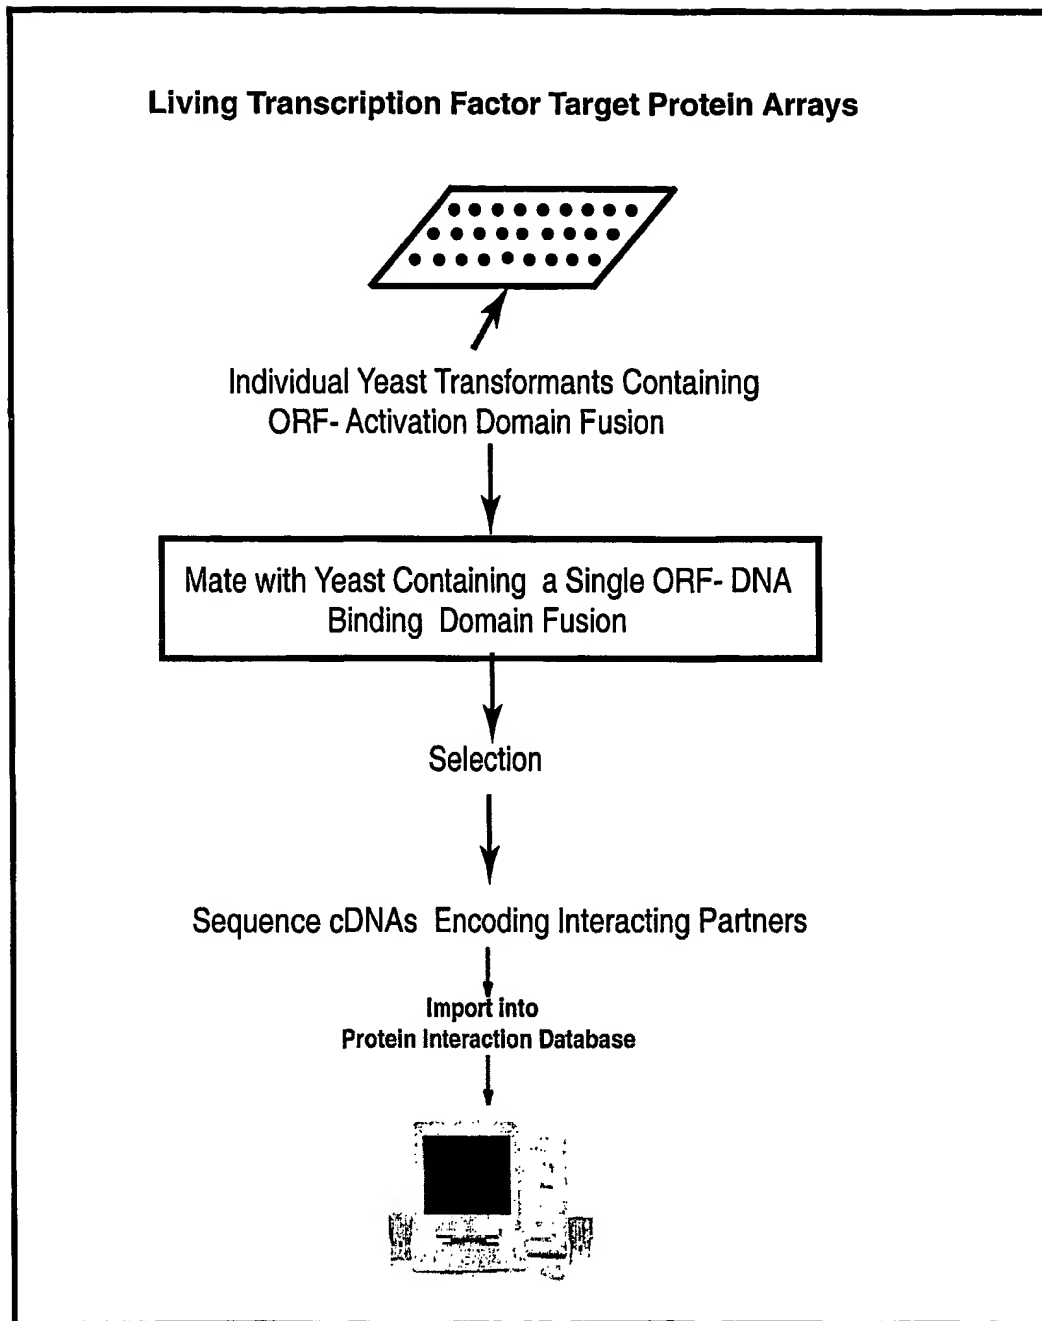 Living Transcription Factor Target Protein Arrays
Individual Yeast Transformants Containing
ORF- Activation Domain Fusion
Mate with Yeast Containing a Single ORF- DNA
Binding Domain Fusion
Selection
Sequence cDNAs Encoding Interacting Partners
Import into
Protein Interaction Database